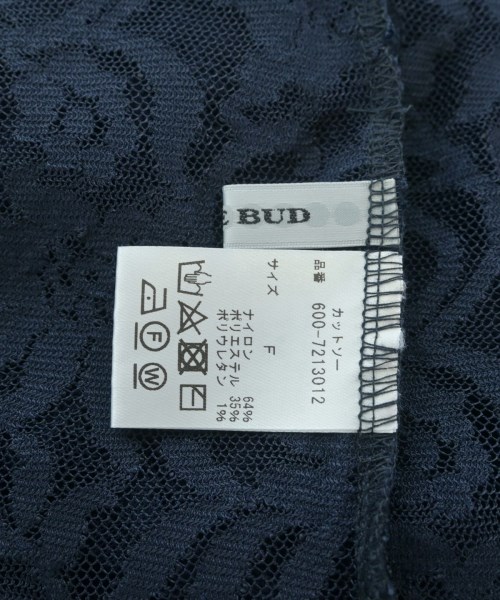 E BUD
カットソー
品番 600-7213012
サイズ F
ナイロン 64%
ポリエステル 35%
ポリウレタン 1%
F
W